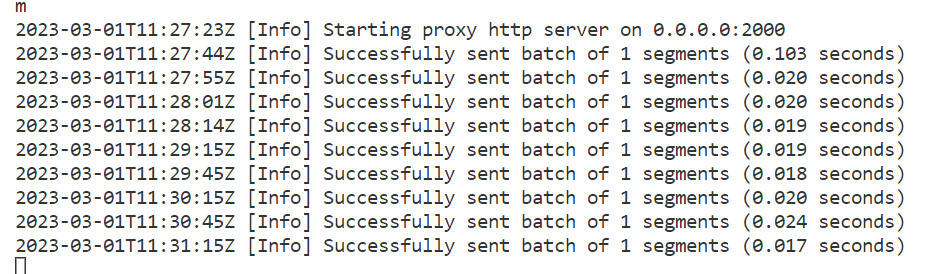 m
2023-03-01T11:27:23Z [Info] Starting proxy http server on 0.0.0.0:2000
2023-03-01T11:27:44Z [Info] Successfully sent batch of 1 segments (0.103 seconds)
2023-03-01T11:27:55Z [Info] Successfully sent batch of 1 segments (0.020 seconds)
2023-03-01T11:28:01Z [Info] Successfully sent batch of 1 segments (0.020 seconds)
2023-03-01T11:28:14Z [Info] Successfully sent batch of 1 segments (0.019 seconds)
2023-03-01T11:29:15Z [Info] Successfully sent batch of 1 segments (0.019 seconds)
2023-03-01T11:29:45Z [Info] Successfully sent batch of 1 segments (0.018 seconds)
2023-03-01T11:30:15Z [Info] Successfully sent batch of 1 segments (0.020 seconds)
2023-03-01T11:30:45Z [Info] Successfully sent batch of 1 segments (0.024 seconds)
2023-03-01T11:31:15Z [Info] Successfully sent batch of 1 segments (0.017 seconds)